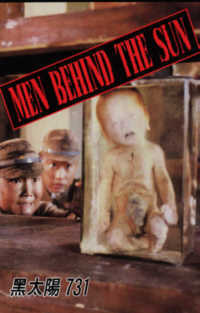 MEN BEHIND THE SUN
黑太陽 731